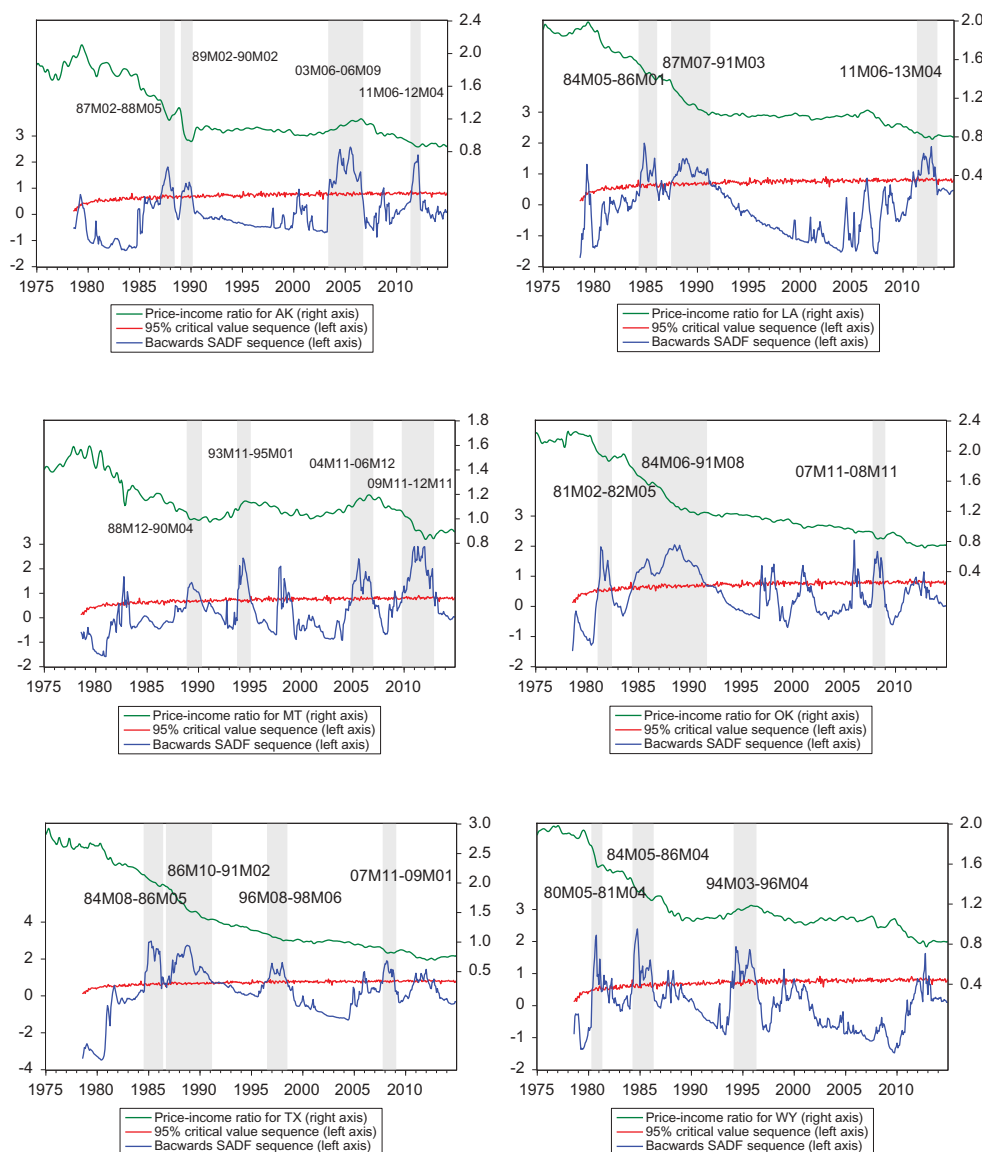 2.4
2.0
1.6
1.2
0.8
3
2
1
0
-1
-2
89M02-90M02
03M06-06M09
11M06-12M04
87M02-88M05
1975 1980 1985 1990 1995 2000 2005 2010
Price-income ratio for AK (right axis)
95% critical value sequence (left axis)
Bacwards SADF sequence (left axis)
2.0
1.6
1.2
0.8
0.4
3
2
1
0
-1
-2
87M07-91M03
84M05-86M01
11M06-13M04
1975 1980 1985 1990 1995 2000 2005 2010
Price-income ratio for LA (right axis)
95% critical value sequence (left axis)
Bacwards SADF sequence (left axis)
1.8
1.6
1.4
1.2
1.0
0.8
3
2
1
0
-1
-2
93M11-95M01
04M11-06M12
09M11-12M11
88M12-90M04
1975 1980 1985 1990 1995 2000 2005 2010
Price-income ratio for MT (right axis)
95% critical value sequence (left axis)
Bacwards SADF sequence (left axis)
2.4
2.0
1.6
1.2
0.8
0.4
3
2
1
0
-1
-2
84M06-91M08
07M11-08M11
81M02-82M05
1975 1980 1985 1990 1995 2000 2005 2010
Price-income ratio for OK (right axis)
95% critical value sequence (left axis)
Bacwards SADF sequence (left axis)
3.0
2.5
2.0
1.5
1.0
0.5
4
2
0
-2
-4
86M10-91M02
07M11-09M01
84M08-86M05
96M08-98M06
1975 1980 1985 1990 1995 2000 2005 2010
Price-income ratio for TX (right axis)
95% critical value sequence (left axis)
Bacwards SADF sequence (left axis)
2.0
1.6
1.2
0.8
0.4
3
2
1
0
-1
-2
84M05-86M04
94M03-96M04
80M05-81M04
1975 1980 1985 1990 1995 2000 2005 2010
Price-income ratio for WY (right axis)
95% critical value sequence (left axis)
Bacwards SADF sequence (left axis)